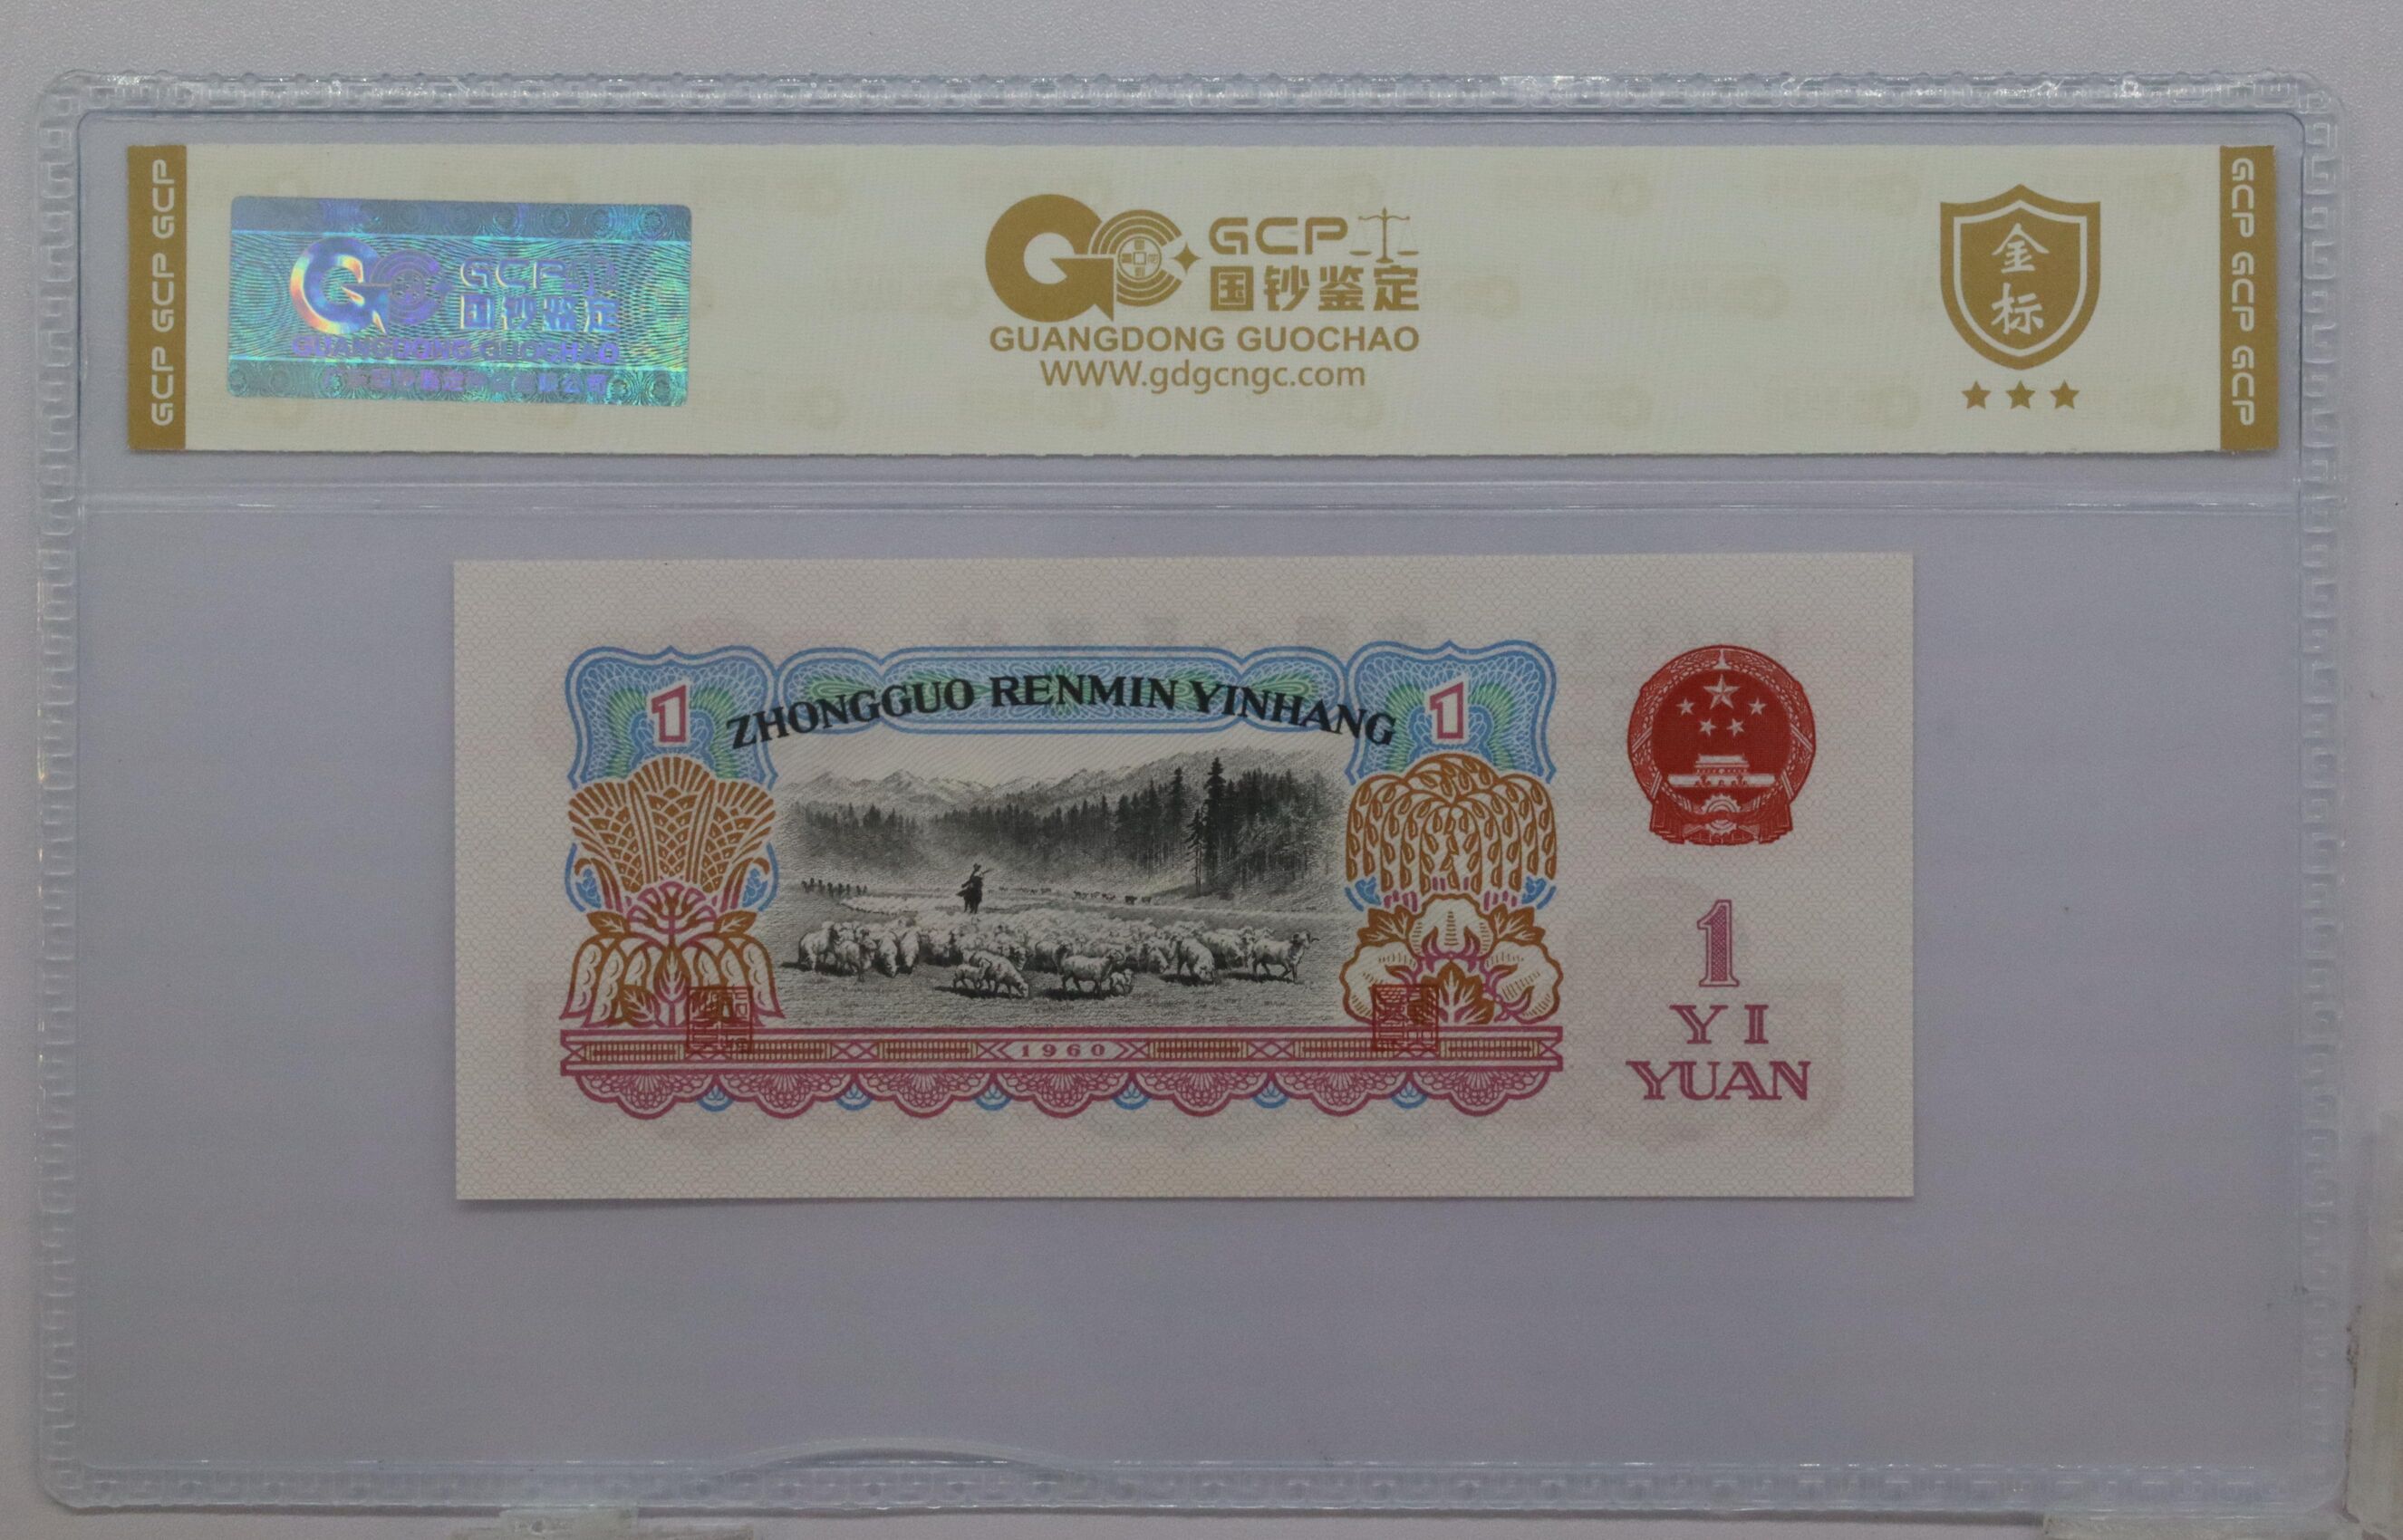 GCP GCP GCP
GCP
国钞鉴定
GUANGDONG GUOCHAO
GCP
国钞鉴定
GUANGDONG GUOCHAO
WWW.gdgcngc.com
金
标
GCP GCP GCP
ZHONGGUO RENMIN YINHANG
1
1
1960
1
YI
YUAN